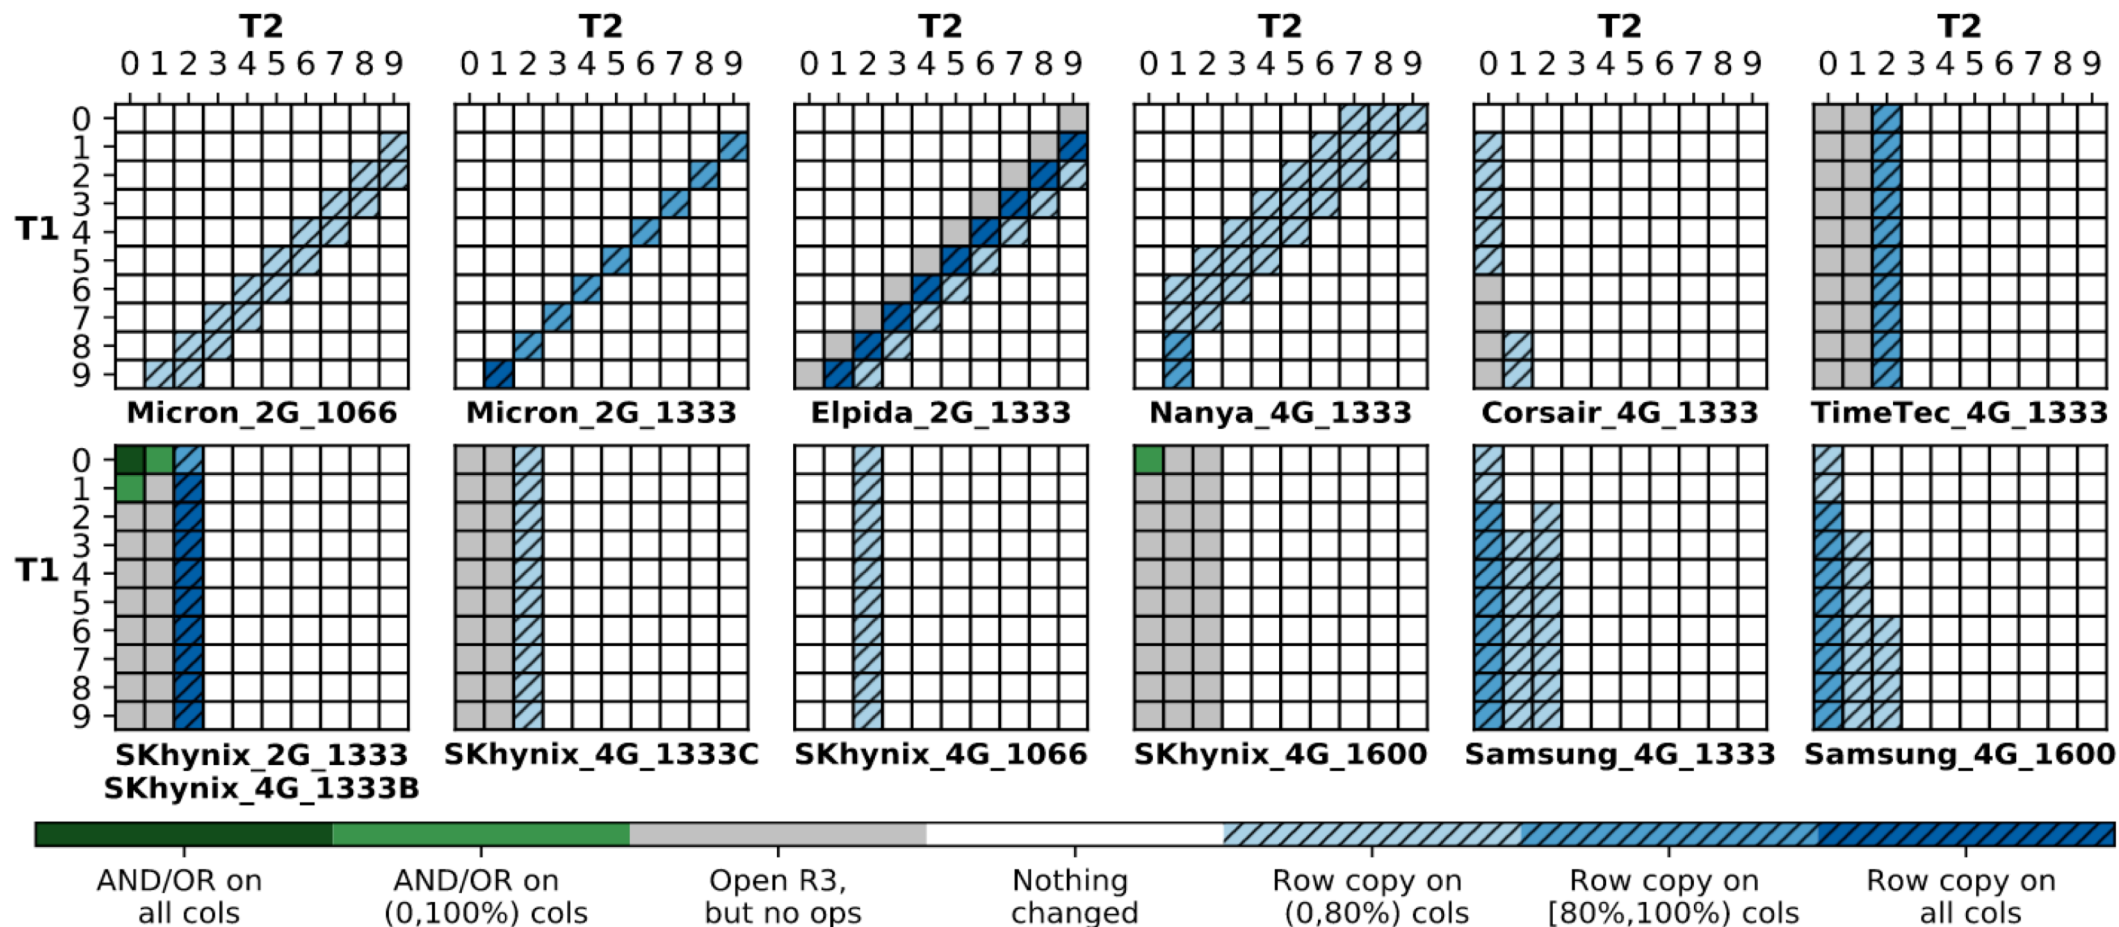 T2 T2 T2 T2 T2 T2
0 1 2 3 4 5 6 7 8 9 0 1 2 3 4 5 6 7 8 9 0 1 2 3 4 5 6 7 8 9 0 1 2 3 4 5 6 7 8 9 0 1 2 3 4 5 6 7 8 9 0 1 2 3 4 5 6 7 8 9
T1
0
1
2
3
4
5
6
7
8
9
Micron_2G_1066 Micron_2G_1333 Elpida_2G_1333 Nanya_4G_1333 Corsair_4G_1333 TimeTec_4G_1333
T1
0
1
2
3
4
5
6
7
8
9
SKhynix_2G_1333 SKhynix_4G_1333C SKhynix_4G_1066 SKhynix_4G_1600 Samsung_4G_1333 Samsung_4G_1600
SKhynix_4G_1333B
AND/OR on
all cols
AND/OR on
(0,100%) cols
Open R3,
but no ops
Nothing
changed
Row copy on
(0,80%) cols
Row copy on
[80%,100%) cols
Row copy on
all cols